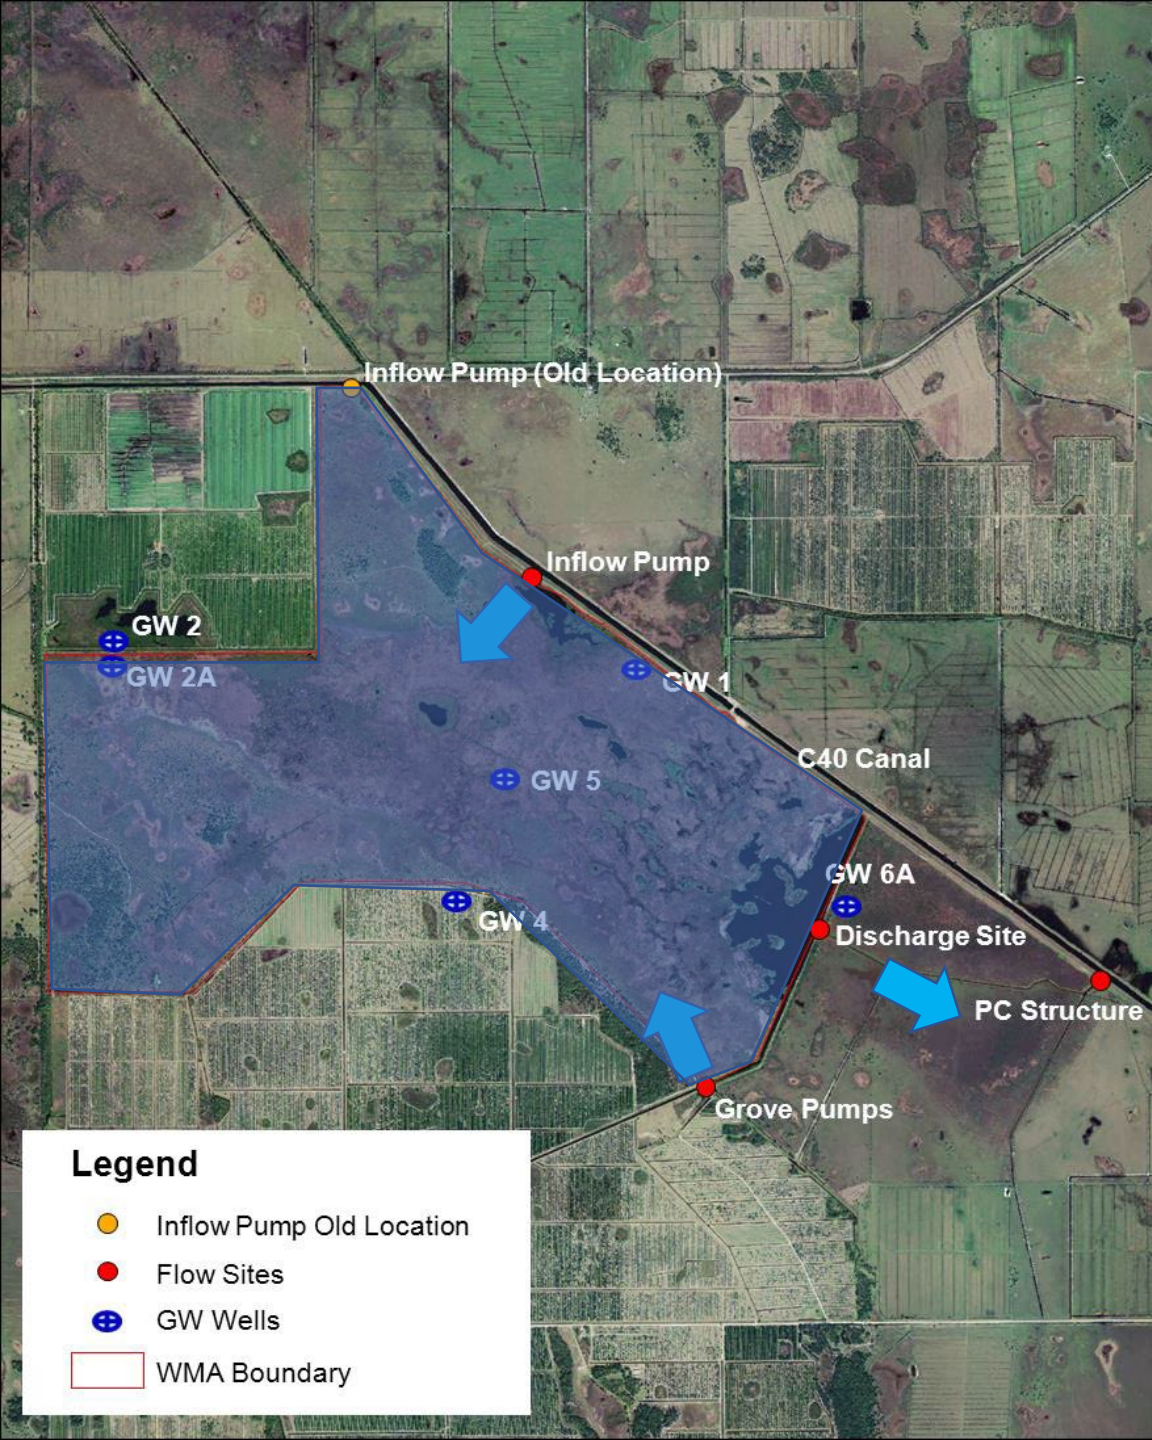 Inflow Pump (Old Location)
Inflow Pump
GW 2
GW 2A
GW 1
C40 Canal
GW 5
GW 6A
GW 4
Discharge Site
PC Structure
Grove Pumps
Legend
Inflow Pump Old Location
Flow Sites
GW Wells
WMA Boundary